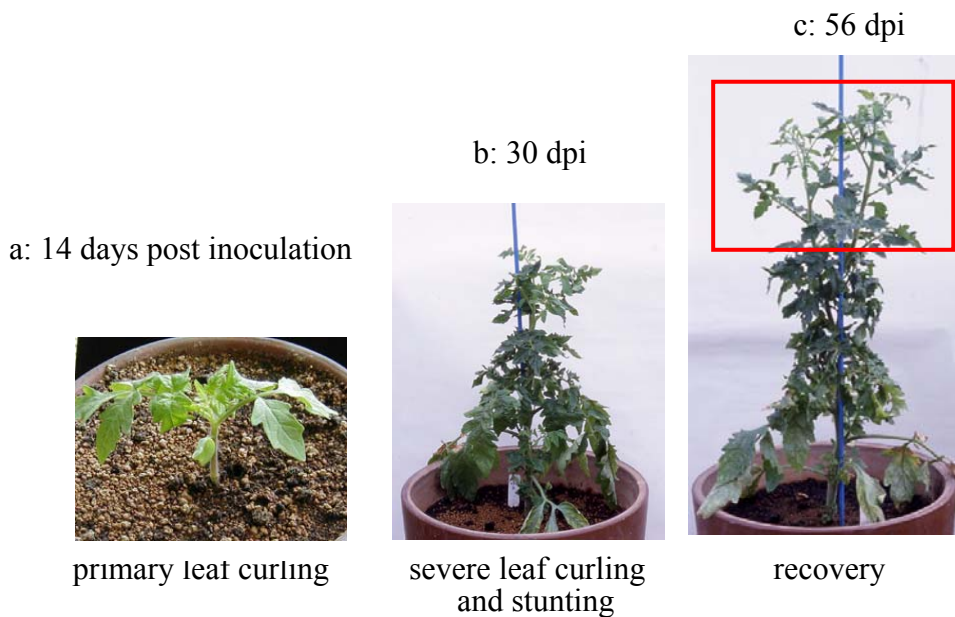 c: 56 dpi
b: 30 dpi
a: 14 days post inoculation
primary leaf curling
severe leaf curling
and stunting
recovery